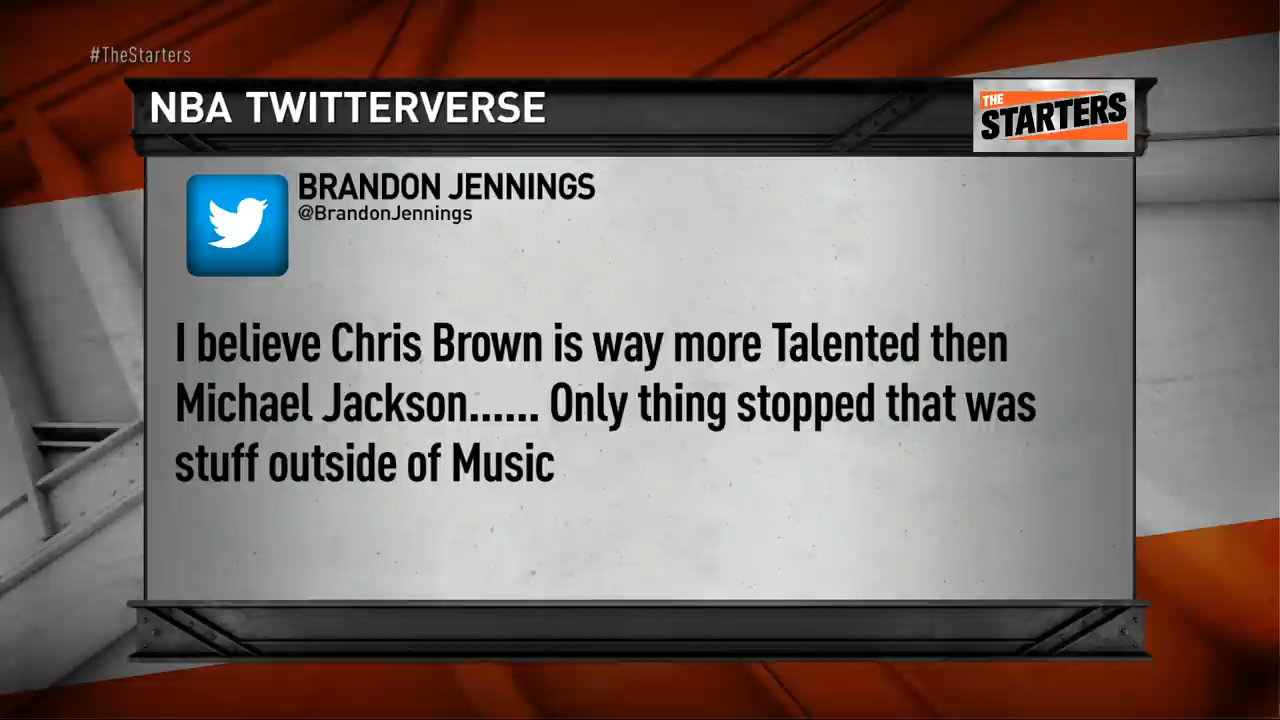 #TheStarters
NBA TWITTERVERSE
THE
STARTERS
BRANDON JENNINGS
@BrandonJennings
I believe Chris Brown is way more Talented then
Michael Jackson...... Only thing stopped that was
stuff outside of Music